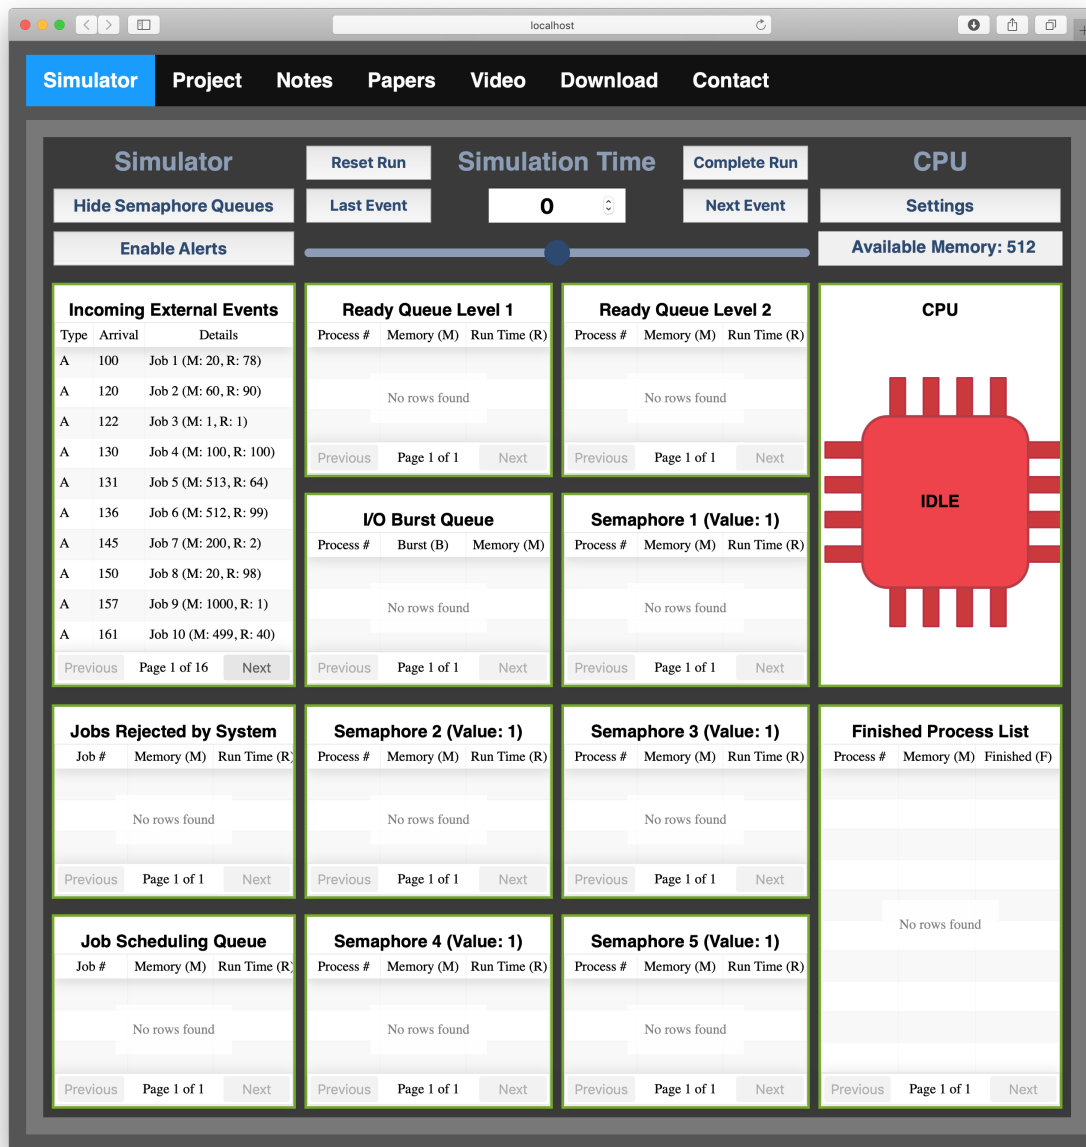 localhost
Simulator Project Notes Papers Video Download Contact
Simulator
Reset Run
Simulation Time
Complete Run
CPU
Hide Semaphore Queues
Last Event
0
Next Event
Settings
Enable Alerts
Available Memory: 512
Incoming External Events
Type Arrival Details
A 100 Job 1 (M: 20, R: 78)
A 120 Job 2 (M: 60, R: 90)
A 122 Job 3 (M: 1, R: 1)
A 130 Job 4 (M: 100, R: 100)
A 131 Job 5 (M: 513, R: 64)
A 136 Job 6 (M: 512, R: 99)
A 145 Job 7 (M: 200, R: 2)
A 150 Job 8 (M: 20, R: 98)
A 157 Job 9 (M: 1000, R: 1)
A 161 Job 10 (M: 499, R: 40)
Previous Page 1 of 16 Next
Ready Queue Level 1
Process # Memory (M) Run Time (R)
No rows found
Previous Page 1 of 1 Next
Ready Queue Level 2
Process # Memory (M) Run Time (R)
No rows found
Previous Page 1 of 1 Next
CPU
IDLE
I/O Burst Queue
Process # Burst (B) Memory (M)
No rows found
Previous Page 1 of 1 Next
Semaphore 1 (Value: 1)
Process # Memory (M) Run Time (R)
No rows found
Previous Page 1 of 1 Next
Jobs Rejected by System
Job # Memory (M) Run Time (R)
No rows found
Previous Page 1 of 1 Next
Semaphore 2 (Value: 1)
Process # Memory (M) Run Time (R)
No rows found
Previous Page 1 of 1 Next
Semaphore 3 (Value: 1)
Process # Memory (M) Run Time (R)
No rows found
Previous Page 1 of 1 Next
Finished Process List
Process # Memory (M) Finished (F)
No rows found
Previous Page 1 of 1 Next
Job Scheduling Queue
Job # Memory (M) Run Time (R)
No rows found
Previous Page 1 of 1 Next
Semaphore 4 (Value: 1)
Process # Memory (M) Run Time (R)
No rows found
Previous Page 1 of 1 Next
Semaphore 5 (Value: 1)
Process # Memory (M) Run Time (R)
No rows found
Previous Page 1 of 1 Next